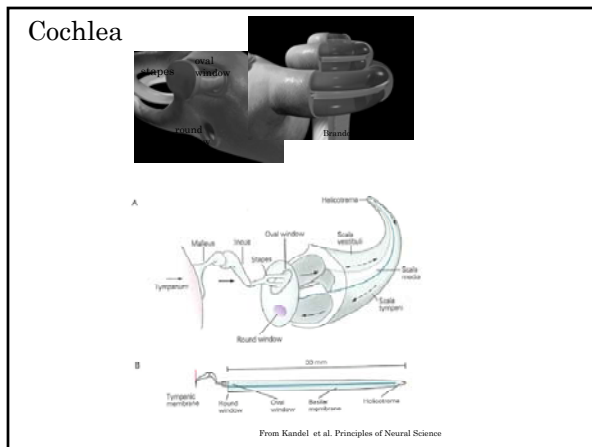 Cochlea
stapes
oval
window
round
Brande
A
Helicotrema
Malleus
Incus
Stapes
Oval window
Scala
vestibuli
Scala
media
Scala
tympani
Tympanum
Round window
B
Tympanic
membrane
Round
window
Oval
window
Basilar
membrane
Helicotrema
From Kandel et al. Principles of Neural Science